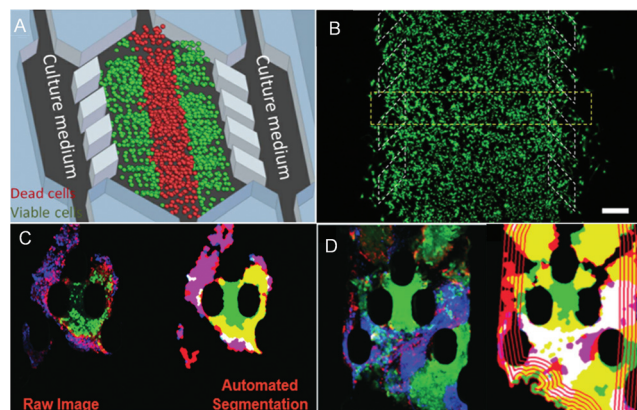 A
Culture medium
Culture medium
Dead cells
Viable cells
B
C
Raw Image
Automated
Segmentation
D